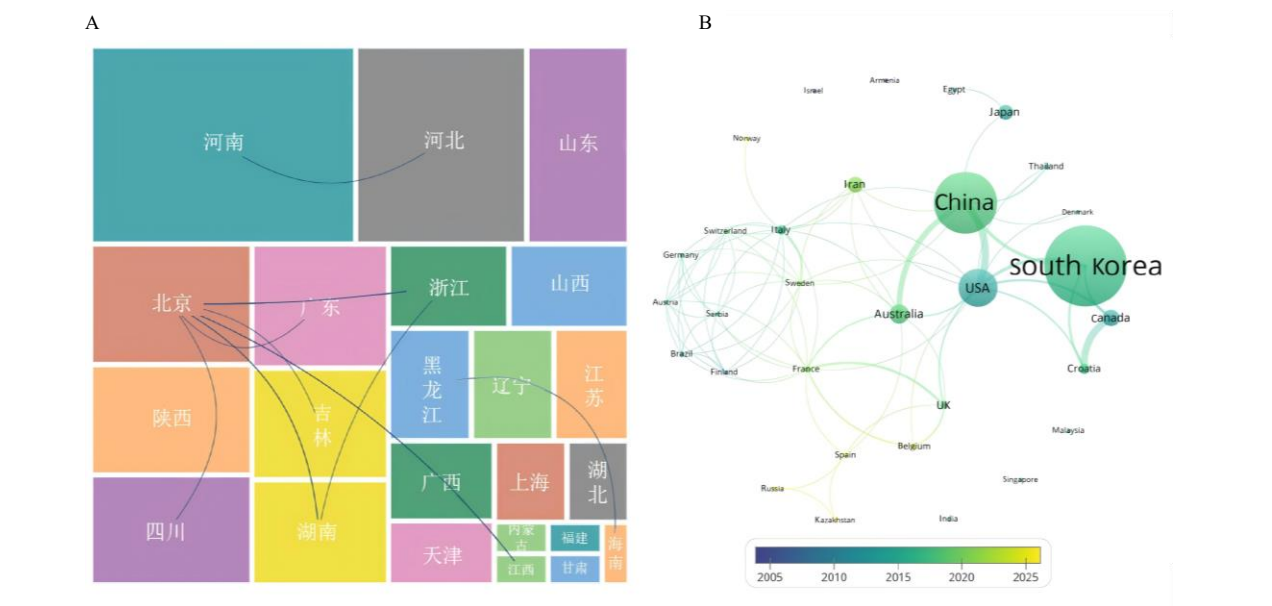 A
B
河南
河北
山东
北京
广东
浙江
山西
陕西
吉
林
黑
龙
江
辽宁
江
苏
四川
湖南
广西
上海
湖
北
天津
内蒙
古
福建
海
南
江西
甘肃
Armenia
Israel
Egypt
Japan
Norway
Thailand
Iran
China
Denmark
Switzerland
Italy
Germany
South Korea
Sweden
USA
Austria
Serbia
Australia
Canada
Brazil
Finland
France
Croatia
UK
Malaysia
Belgium
Spain
Singapore
Russia
Kazakhstan
India
2005 2010 2015 2020 2025